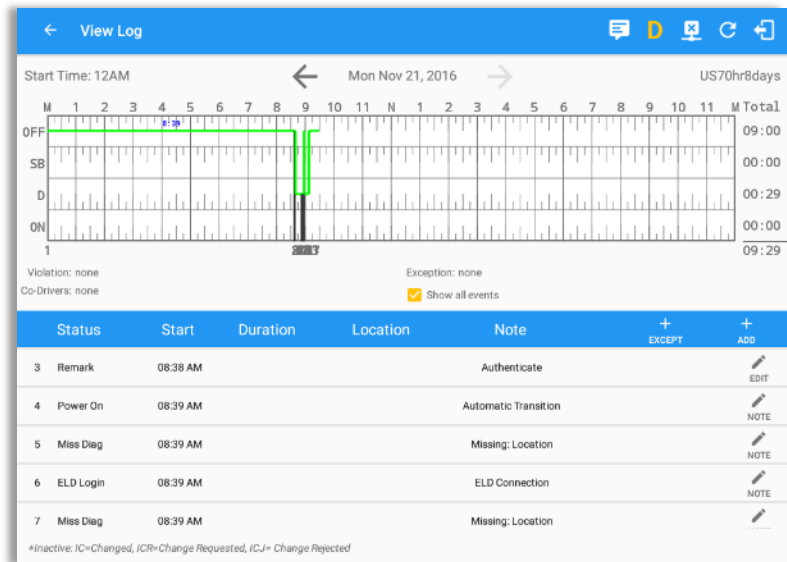 View Log D
Start Time: 12AM Mon Nov 21, 2016 US70hr8days
M 1 2 3 4 5 6 7 8 9 10 11 N 1 2 3 4 5 6 7 8 9 10 11 M Total
OFF 8:39 09:00
SB 00:00
D 00:29
ON 00:00
1 09:29
Violation: none Exception: none
Co-Drivers: none Show all events
Status Start Duration Location Note + EXCEPT + ADD
3 Remark 08:38 AM Authenticate EDIT
4 Power On 08:39 AM Automatic Transition NOTE
5 Miss Diag 08:39 AM Missing: Location NOTE
6 ELD Login 08:39 AM ELD Connection NOTE
7 Miss Diag 08:39 AM Missing: Location
+Inactive: IC=Changed, ICR=Change Requested, ICJ= Change Rejected